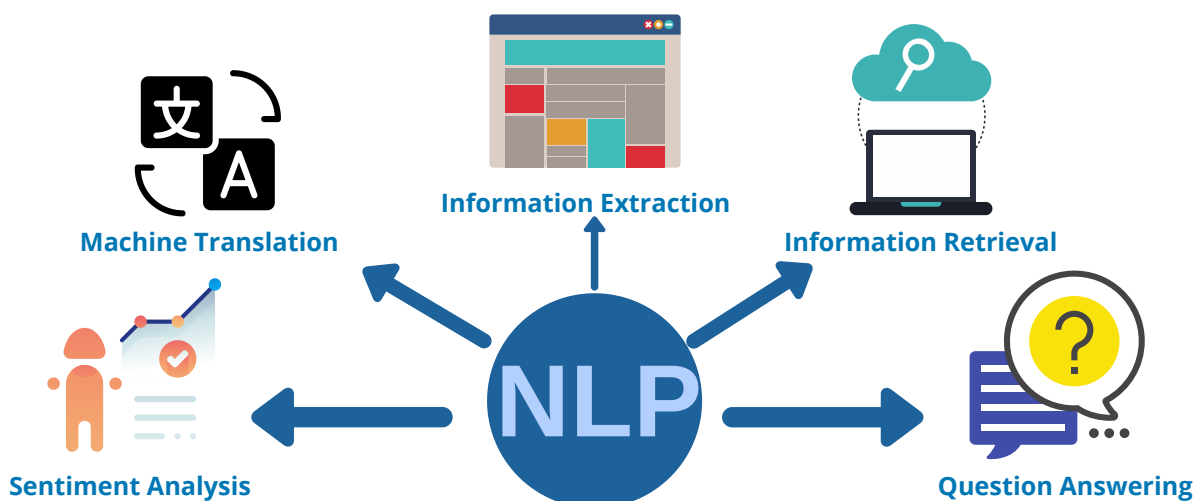 Information Extraction
Machine Translation
Information Retrieval
文
A
?
NLP
Sentiment Analysis
Question Answering